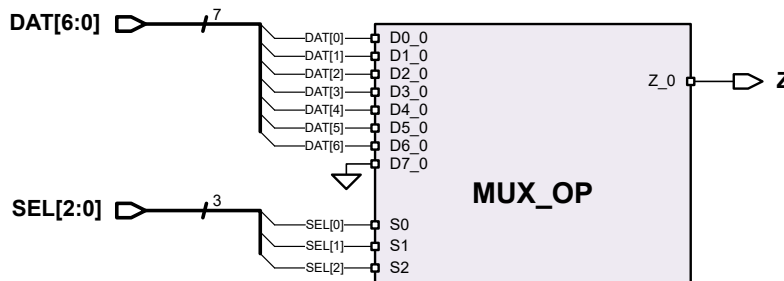 DAT[6:0]
7
DAT[0] D0_0
DAT[1] D1_0
DAT[2] D2_0
DAT[3] D3_0
DAT[4] D4_0
DAT[5] D5_0
DAT[6] D6_0
D7_0
Z_0
Z
MUX_OP
SEL[2:0]
3
SEL[0] S0
SEL[1] S1
SEL[2] S2